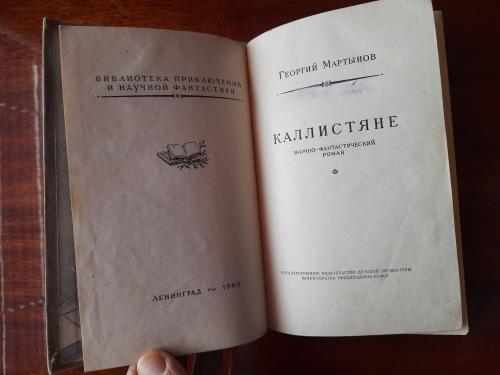 БИБЛИОТЕКА ПРИКЛЮЧЕНИЙ
И НАУЧНОЙ ФАНТАСТИКИ
ЛЕНИНГРАД ~ 1960
ГЕОРГИЙ МАРТЫНОВ
КАЛЛИСТЯНЕ
НАУЧНО-ФАНТАСТИЧЕСКИЙ
РОМАН
ГОСУДАРСТВЕННОЕ ИЗДАТЕЛЬСТВО ДЕТСКОЙ ЛИТЕРАТУРЫ
МИНИСТЕРСТВА ПРОСВЕЩЕНИЯ РСФСР